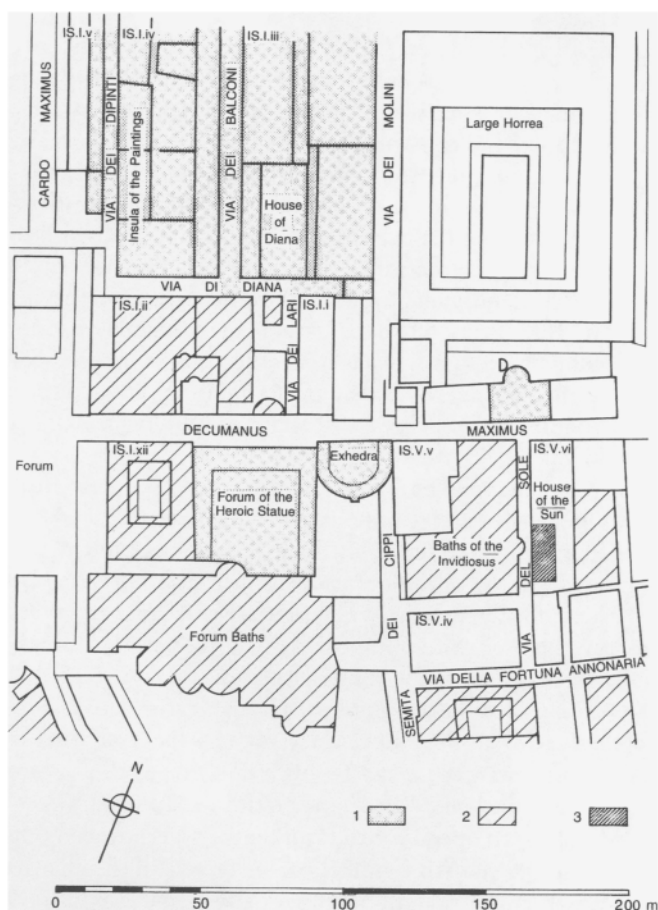 IS.I.v
IS.I.iv
IS.I.iii
CARDO MAXIMUS
VIA DEI DIPINTI
Insula of the Paintings
VIA DEI BALCONI
House
of
Diana
VIA DEI MOLINI
Large Horrea
VIA DI DIANA
IS.I.ii
VIA DEI LARI
IS.I.i
D
DECUMANUS MAXIMUS
Forum
IS.I.xii
Forum of the
Heroic Statue
Exhedra
IS.V.v
Baths of the
Invidiosus
VIA DEL SOLE
IS.V.vi
House
of the
Sun
Forum Baths
SEMITA DEI CIPPI
IS.V.iv
VIA DELLA FORTUNA ANNONARIA
N
1
2
3
0 50 100 150 200 m